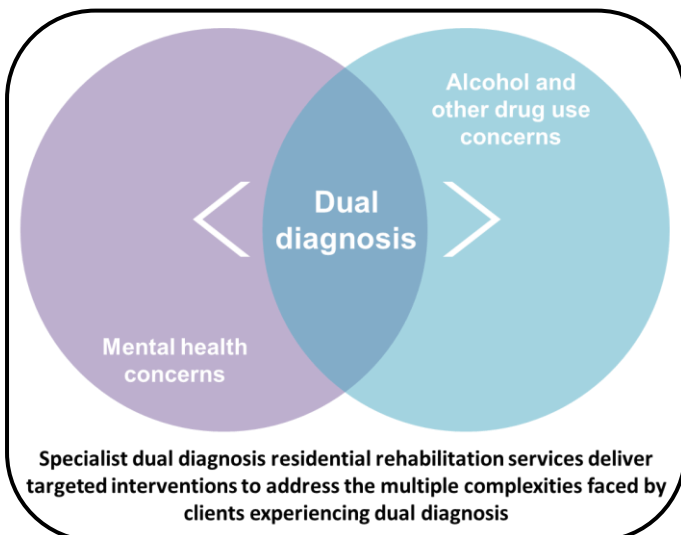 Alcohol and
other drug use
concerns
Dual
diagnosis
Mental health
concerns
Specialist dual diagnosis residential rehabilitation services deliver
targeted interventions to address the multiple complexities faced by
clients experiencing dual diagnosis